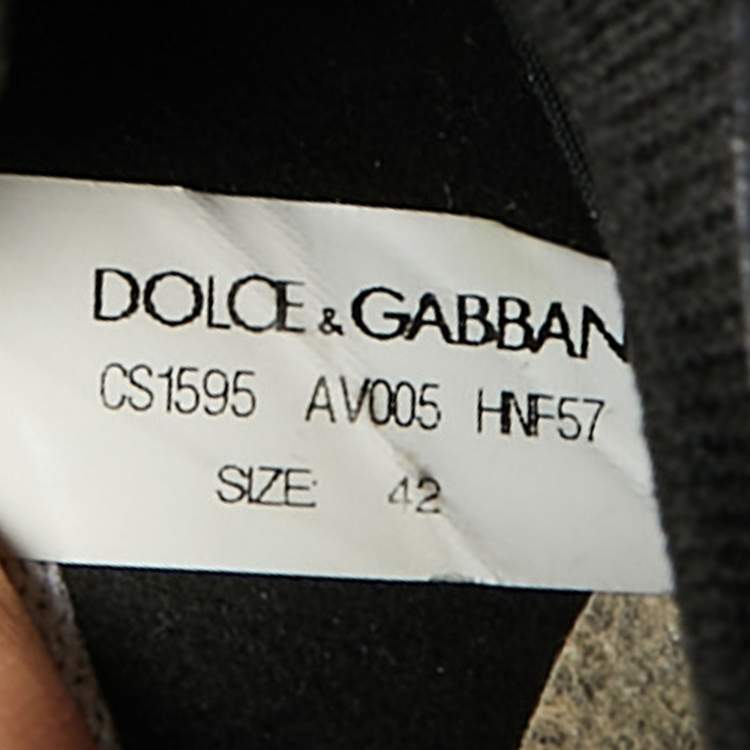 DOLCE & GABBAN
CS1595 AV005 HNF57
SIZE: 42